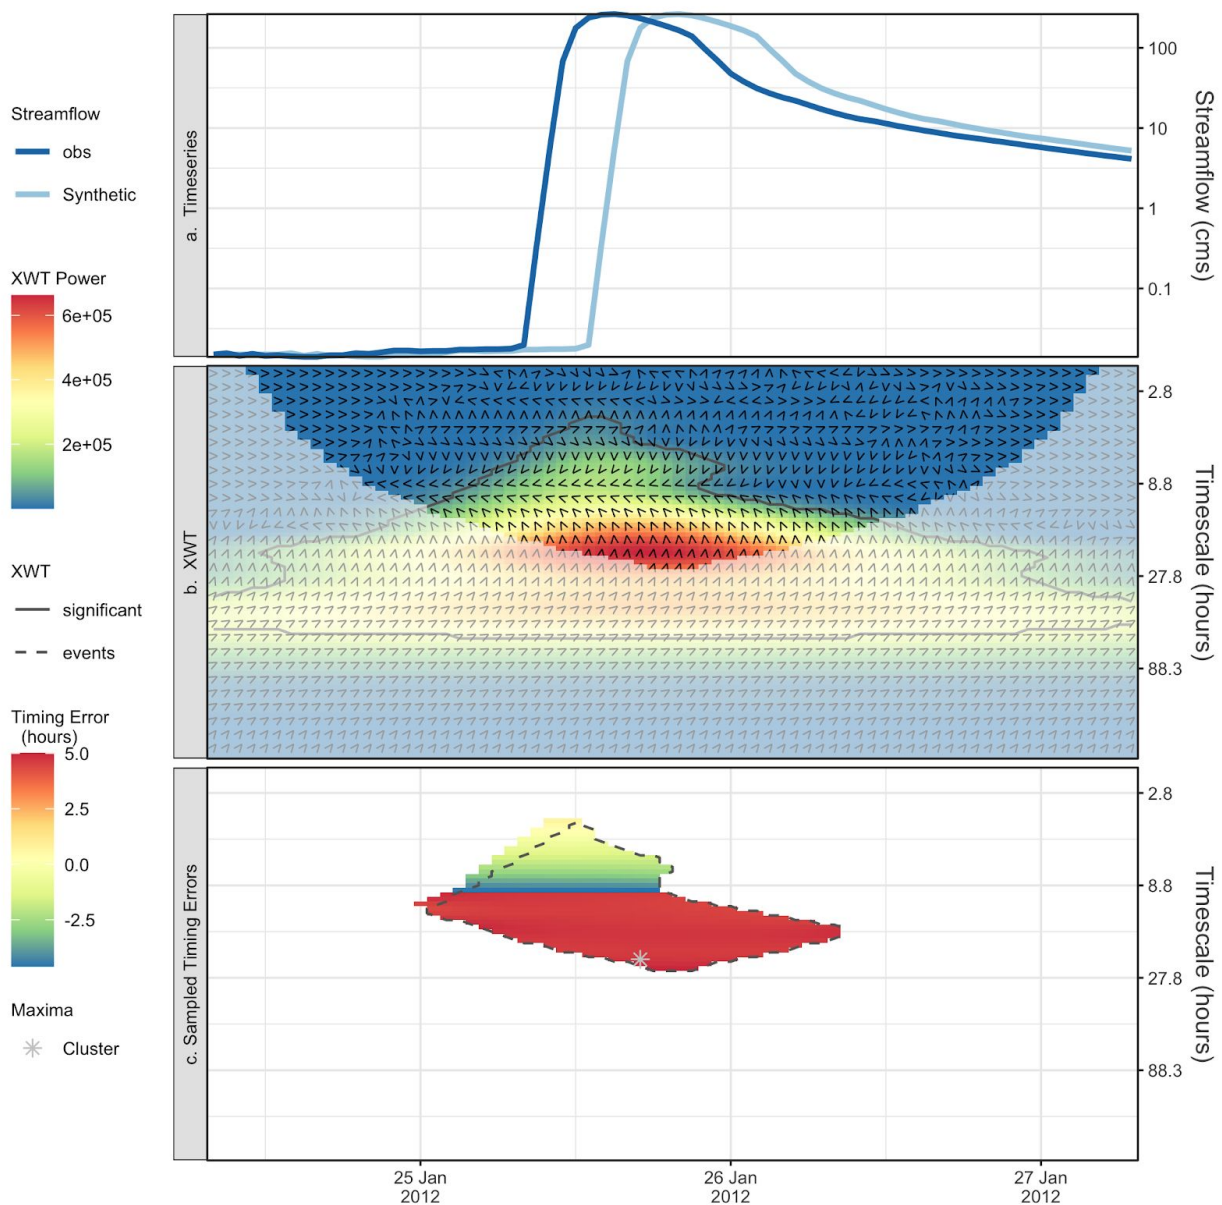 Streamflow
obs
Synthetic
XWT Power
6e+05
4e+05
2e+05
XWT
significant
events
Timing Error
(hours)
5.0
2.5
0.0
-2.5
Maxima
Cluster
a. Timeseries
100
10
1
0.1
Streamflow (cms)
b. XWT
2.8
8.8
27.8
88.3
Timescale (hours)
c. Sampled Timing Errors
2.8
8.8
27.8
88.3
Timescale (hours)
25 Jan
2012
26 Jan
2012
27 Jan
2012